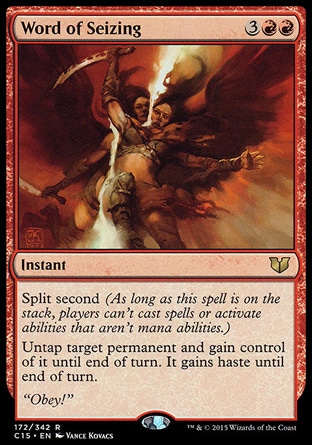 Word of Seizing 3
Instant
Split second (As long as this spell is on the
stack, players can't cast spells or activate
abilities that aren't mana abilities.)
Untap target permanent and gain control
of it until end of turn. It gains haste until
end of turn.
"Obey!"
172/342 R
C15 • EN Vance Kovacs
™ & © 2015 Wizards of the Coast